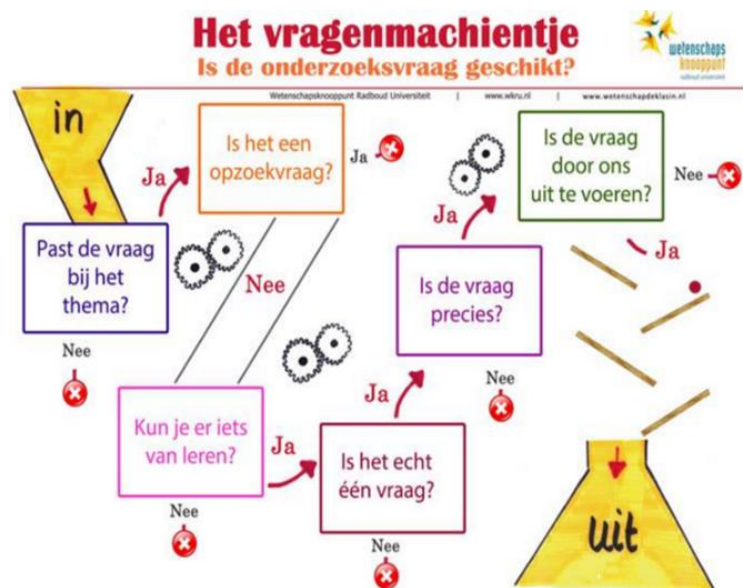 Het vragenmachientje
Is de onderzoeksvraag geschikt?
wetenschaps
knooppunt
radboud universiteit
Wetenschapsknooppunt Radboud Universiteit | www.wkru.nl | www.wetenschapdeklasin.nl
in
Past de vraag
bij het
thema?
Nee
Ja
Is het een
opzoekvraag?
Ja
Nee
Kun je er iets
van leren?
Nee
Ja
Is het echt
één vraag?
Nee
Ja
Is de vraag
precies?
Nee
Ja
Is de vraag
door ons
uit te voeren?
Nee
Ja
uit